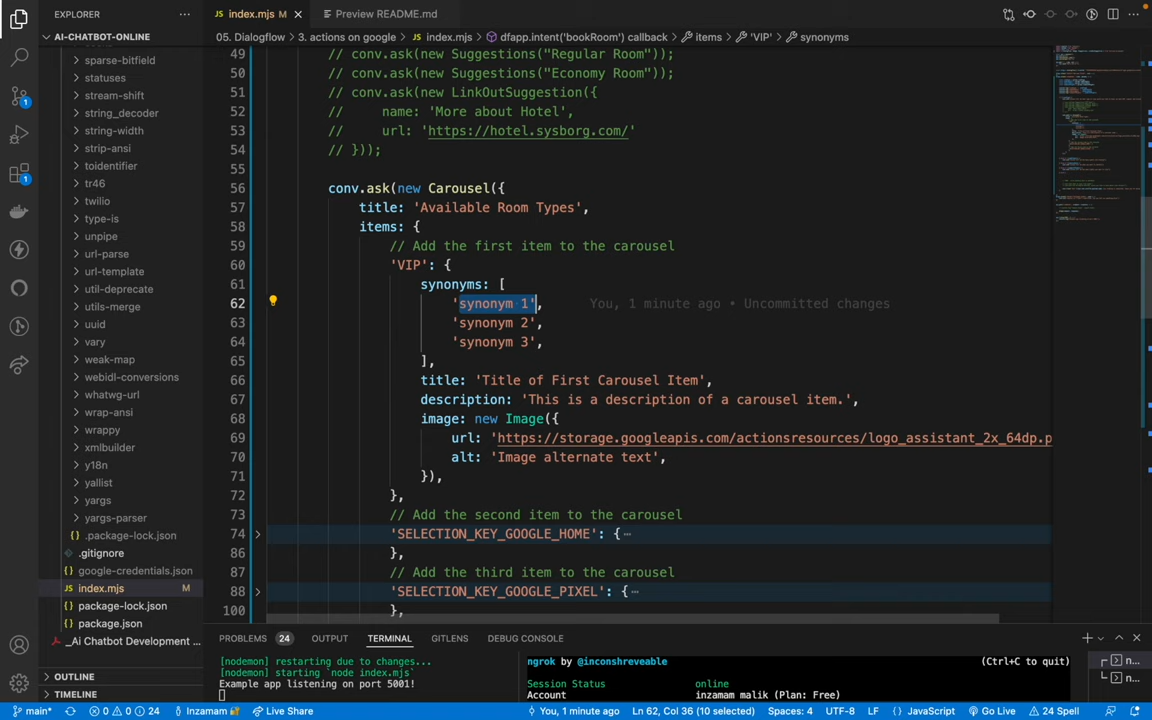 EXPLORER
index.mjs M
Preview README.md
AI-CHATBOT-ONLINE
05. Dialogflow > 3. actions on google > index.mjs > dfapp.intent('bookRoom') callback > items > 'VIP' > synonyms
sparse-bitfield
statuses
stream-shift
string_decoder
string-width
strip-ansi
toidentifier
tr46
twilio
type-is
unpipe
url-parse
url-template
util-deprecate
utils-merge
uuid
vary
weak-map
webidl-conversions
whatwg-url
wrap-ansi
wrappy
xmlbuilder
y18n
yallist
yargs
yargs-parser
.package-lock.json
.gitignore
google-credentials.json
index.mjs M
package-lock.json
package.json
_Ai Chatbot Development ...
OUTLINE
TIMELINE
49 // conv.ask(new Suggestions("Regular Room"));
50 // conv.ask(new Suggestions("Economy Room"));
51 // conv.ask(new LinkOutSuggestion({
52 // name: 'More about Hotel',
53 // url: 'https://hotel.sysborg.com/'
54 // }));
55
56 conv.ask(new Carousel({
57 title: 'Available Room Types',
58 items: {
59 // Add the first item to the carousel
60 'VIP': {
61 synonyms: [
62 'synonym 1', You, 1 minute ago • Uncommitted changes
63 'synonym 2',
64 'synonym 3',
65 ],
66 title: 'Title of First Carousel Item',
67 description: 'This is a description of a carousel item.',
68 image: new Image({
69 url: 'https://storage.googleapis.com/actionsresources/logo_assistant_2x_64dp.p
70 alt: 'Image alternate text',
71 }),
72 },
73 // Add the second item to the carousel
74 'SELECTION_KEY_GOOGLE_HOME': {⋯
86 },
87 // Add the third item to the carousel
88 'SELECTION_KEY_GOOGLE_PIXEL': {⋯
100 },
PROBLEMS 24 OUTPUT TERMINAL GITLENS DEBUG CONSOLE
[nodemon] restarting due to changes...
[nodemon] starting `node index.mjs`
Example app listening on port 5001!
ngrok by @inconshreveable (Ctrl+C to quit)
Session Status online
Account inzamam malik (Plan: Free)
n...
n...
main* 0 0 24 Inzamam Live Share You, 1 minute ago Ln 62, Col 36 (10 selected) Spaces: 4 UTF-8 LF JavaScript Go Live 24 Spell